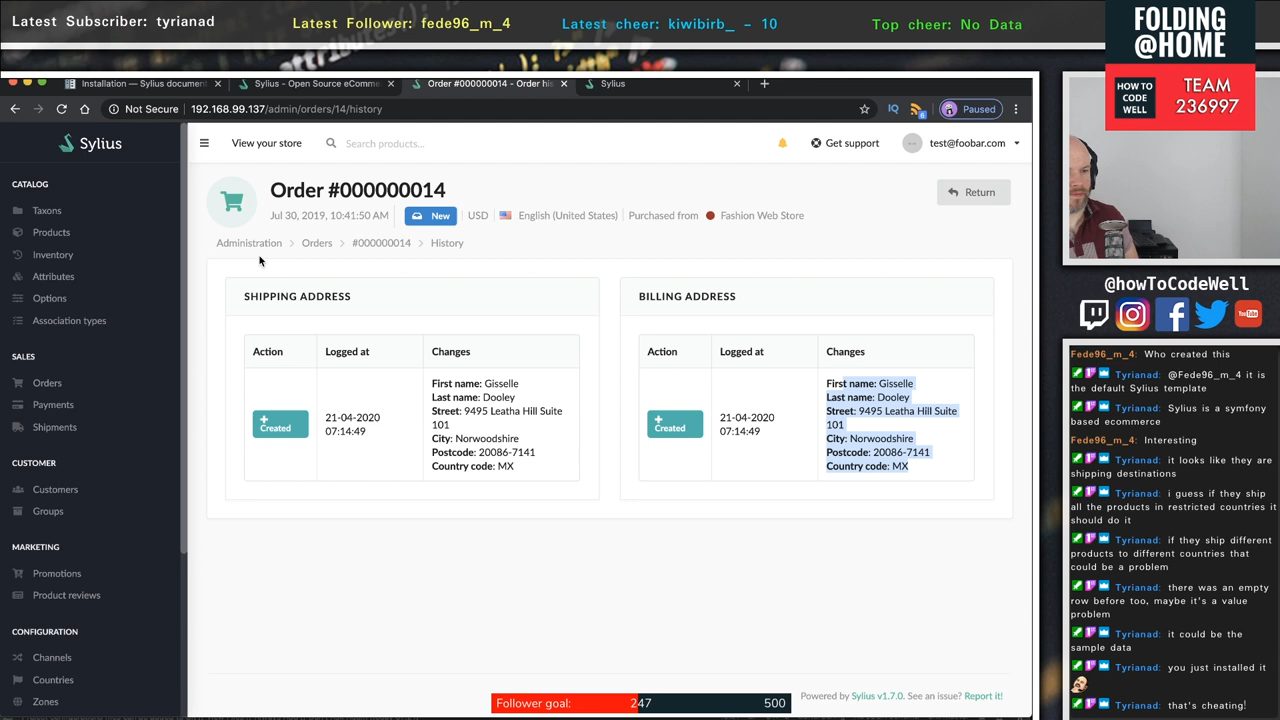 Latest Subscriber: tyrianad
Latest Follower: fede96_m_4
Latest cheer: kiwibirb_ - 10
Top cheer: No Data
FOLDING
@HOME
HOW TO
CODE
WELL
TEAM
236997
Installation — Sylius document
Sylius - Open Source eComme
Order #000000014 - Order his
Sylius
Not Secure
192.168.99.137/admin/orders/14/history
IQ
6
Paused
Sylius
View your store
Search products...
Get support
test@foobar.com
CATALOG
Taxons
Products
Inventory
Attributes
Options
Association types
SALES
Orders
Payments
Shipments
CUSTOMER
Customers
Groups
MARKETING
Promotions
Product reviews
CONFIGURATION
Channels
Countries
Zones
Order #000000014
Jul 30, 2019, 10:41:50 AM
New
USD
English (United States)
Purchased from
Fashion Web Store
Return
Administration
Orders
#000000014
History
SHIPPING ADDRESS
Action
Logged at
Changes
Created
21-04-2020
07:14:49
First name: Gisselle
Last name: Dooley
Street: 9495 Leatha Hill Suite
101
City: Norwoodshire
Postcode: 20086-7141
Country code: MX
BILLING ADDRESS
Action
Logged at
Changes
Created
21-04-2020
07:14:49
First name: Gisselle
Last name: Dooley
Street: 9495 Leatha Hill Suite
101
City: Norwoodshire
Postcode: 20086-7141
Country code: MX
Powered by Sylius v1.7.0. See an issue? Report it!
Follower goal:
247
500
@howToCodeWell
You
Tube
Fede96_m_4: Who created this
Tyrianad: @Fede96_m_4 it is
the default Sylius template
Tyrianad: Sylius is a symfony
based ecommerce
Fede96_m_4: Interesting
Tyrianad: it looks like they are
shipping destinations
Tyrianad: i guess if they ship
all the products in restricted countries it
should do it
Tyrianad: if they ship different
products to different countries that
could be a problem
Tyrianad: there was an empty
row before too, maybe it's a value
problem
Tyrianad: it could be the
sample data
Tyrianad: you just installed it
Tyrianad: that's cheating!